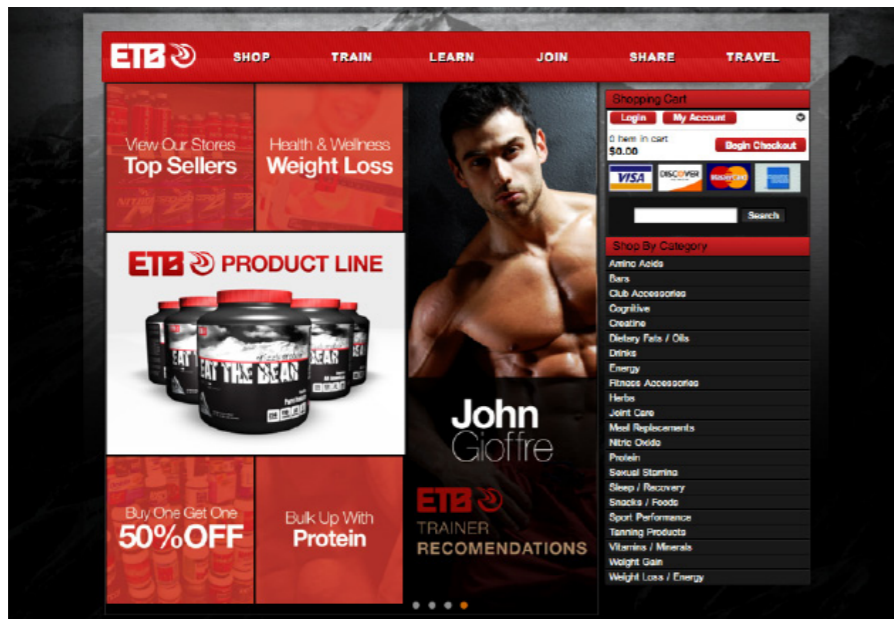 ETB
SHOP
TRAIN
LEARN
JOIN
SHARE
TRAVEL
View Our Stores
Top Sellers
Health & Wellness
Weight Loss
ETB PRODUCT LINE
EAT THE BEAR
Buy One Get One
50%OFF
Bulk Up With
Protein
John
Gioffre
ETB
TRAINER
RECOMENDATIONS
Shopping Cart
Login
My Account
0 item in cart
$0.00
Begin Checkout
VISA
DISCOVER
MasterCard
Search
Shop By Category
Amino Acids
Bars
Club Accessories
Cognitive
Creatine
Dietary Fats / Oils
Drinks
Energy
Fitness Accessories
Herbs
Joint Care
Meal Replacements
Nitric Oxide
Protein
Sexual Stamina
Sleep / Recovery
Snacks / Foods
Sport Performance
Tanning Products
Vitamins / Minerals
Weight Gain
Weight Loss / Energy